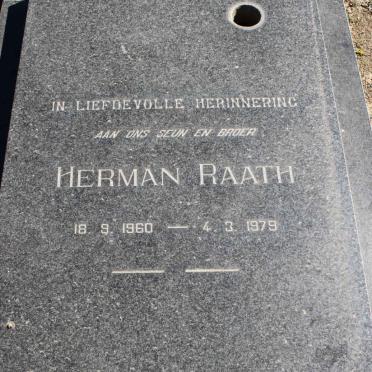 IN LIEFDEVOLLE HERINNERING
AAN ONS SEUN EN BROER
HERMAN RAATH
18. 9. 1960 — 4. 3. 1979